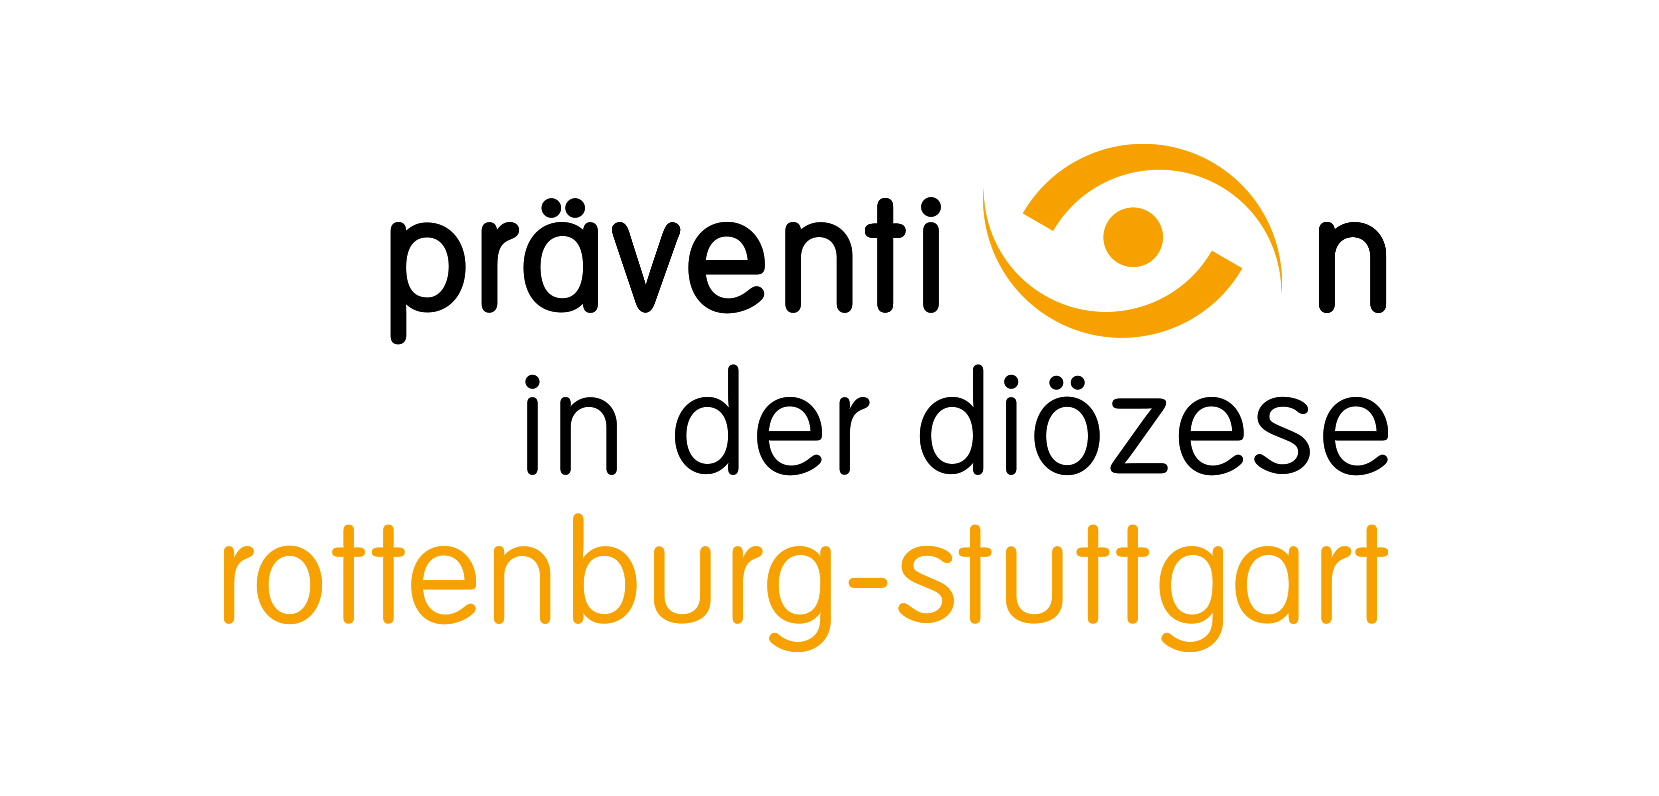 prävention
in der diözese
rottenburg-stuttgart